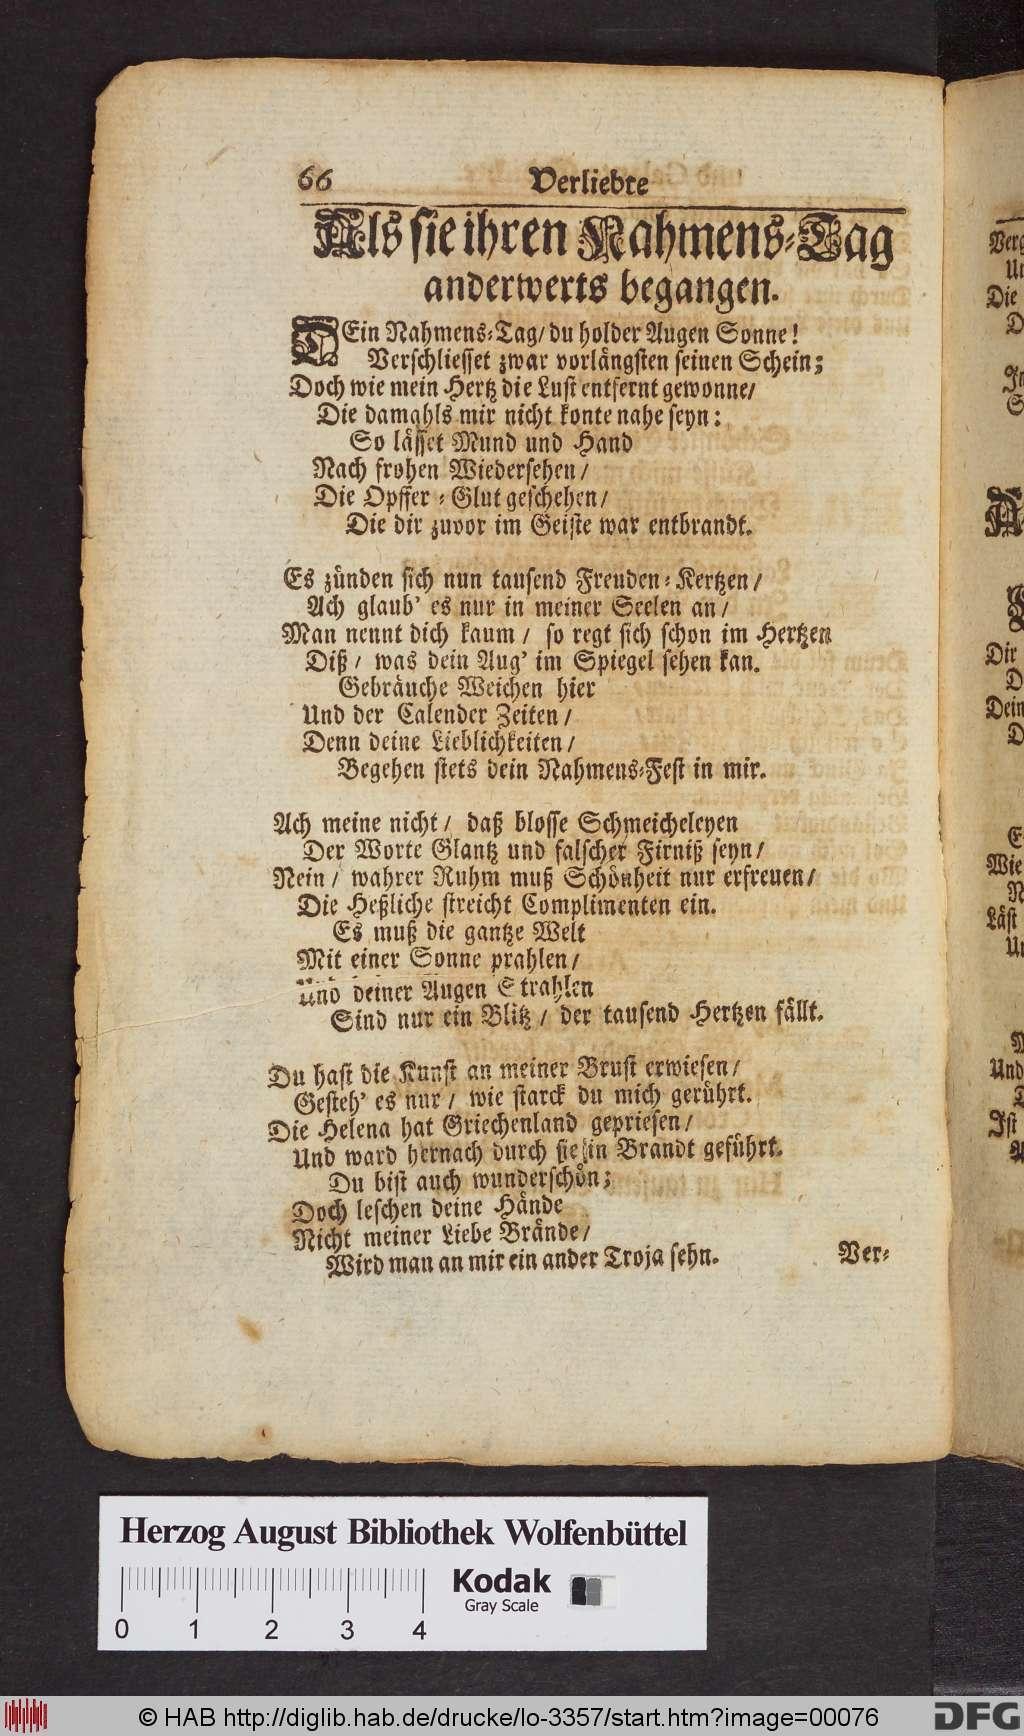 66 Verliebte
Als sie ihren Nahmens-Tag
anderwerts begangen.
DEin Nahmens-Tag/ du holder Augen Sonne!
Verschliesset zwar vorlängsten seinen Schein;
Doch wie mein Hertz die Lust entfernt gewonne/
Die damahls mir nicht konte nahe seyn:
So lässet Mund und Hand
Nach frohen Wiedersehen/
Die Opffer-Glut geschehen/
Die dir zuvor im Geiste war entbrandt.
Es zünden sich nun tausend Freuden-Kertzen/
Ach glaub' es nur in meiner Seelen an/
Man nennt dich kaum/ so regt sich schon im Hertzen
Diß/ was dein Aug' im Spiegel sehen kan.
Gebräuche Weichen hier
Und der Calender Zeiten/
Denn deine Lieblichkeiten/
Begehen stets dein Nahmens-Fest in mir.
Ach meine nicht/ daß blosse Schmeicheleyen
Der Worte Glantz und falscher Firniß seyn/
Nein/ wahrer Ruhm muß Schönheit nur erfreuen/
Die Heßliche streicht Complimenten ein.
Es muß die gantze Welt
Mit einer Sonne prahlen/
Und deiner Augen Strahlen
Sind nur ein Blitz/ der tausend Hertzen fällt.
Du hast die Kunst an meiner Brust erwiesen/
Gesteh' es nur/ wie starck du mich gerührt.
Die Helena hat Griechenland gepriesen/
Und ward hernach durch sie in Brandt geführt.
Du bist auch wunderschön;
Doch leschen deine Hände
Nicht meiner Liebe Brände/
Wird man an mir ein ander Troja sehn.
Ver-
Herzog August Bibliothek Wolfenbüttel
Kodak
Gray Scale
0 1 2 3 4
© HAB http://diglib.hab.de/drucke/lo-3357/start.htm?image=00076
DFG